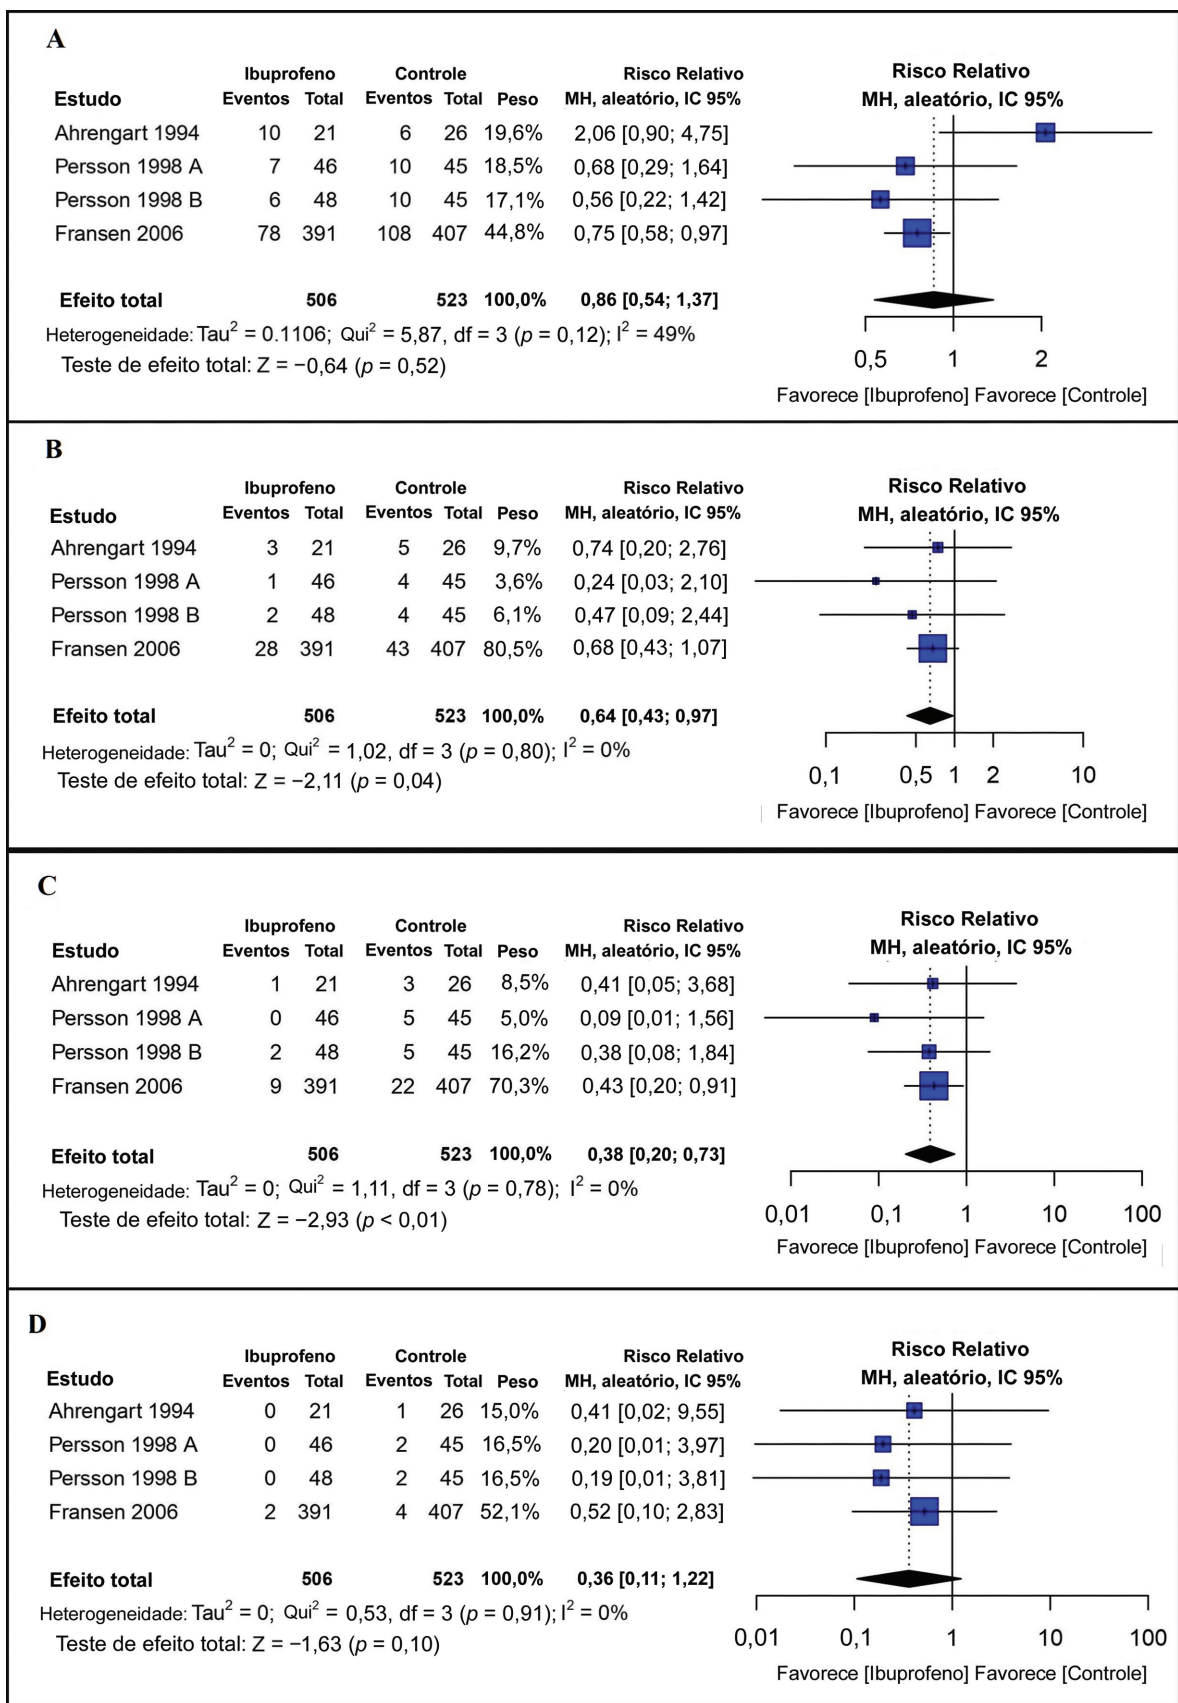 A
Ibuprofeno Controle Risco Relativo Risco Relativo
Estudo Eventos Total Eventos Total Peso MH, aleatório, IC 95% MH, aleatório, IC 95%
Ahrengart 1994 10 21 6 26 19,6% 2,06 [0,90; 4,75]
Persson 1998 A 7 46 10 45 18,5% 0,68 [0,29; 1,64]
Persson 1998 B 6 48 10 45 17,1% 0,56 [0,22; 1,42]
Fransen 2006 78 391 108 407 44,8% 0,75 [0,58; 0,97]
Efeito total 506 523 100,0% 0,86 [0,54; 1,37]
Heterogeneidade: Tau² = 0.1106; Qui² = 5,87, df = 3 (p = 0,12); I² = 49%
Teste de efeito total: Z = −0,64 (p = 0,52)
0,5 1 2
Favorece [Ibuprofeno] Favorece [Controle]
B
Ibuprofeno Controle Risco Relativo Risco Relativo
Estudo Eventos Total Eventos Total Peso MH, aleatório, IC 95% MH, aleatório, IC 95%
Ahrengart 1994 3 21 5 26 9,7% 0,74 [0,20; 2,76]
Persson 1998 A 1 46 4 45 3,6% 0,24 [0,03; 2,10]
Persson 1998 B 2 48 4 45 6,1% 0,47 [0,09; 2,44]
Fransen 2006 28 391 43 407 80,5% 0,68 [0,43; 1,07]
Efeito total 506 523 100,0% 0,64 [0,43; 0,97]
Heterogeneidade: Tau² = 0; Qui² = 1,02, df = 3 (p = 0,80); I² = 0%
Teste de efeito total: Z = −2,11 (p = 0,04)
0,1 0,5 1 2 10
Favorece [Ibuprofeno] Favorece [Controle]
C
Ibuprofeno Controle Risco Relativo Risco Relativo
Estudo Eventos Total Eventos Total Peso MH, aleatório, IC 95% MH, aleatório, IC 95%
Ahrengart 1994 1 21 3 26 8,5% 0,41 [0,05; 3,68]
Persson 1998 A 0 46 5 45 5,0% 0,09 [0,01; 1,56]
Persson 1998 B 2 48 5 45 16,2% 0,38 [0,08; 1,84]
Fransen 2006 9 391 22 407 70,3% 0,43 [0,20; 0,91]
Efeito total 506 523 100,0% 0,38 [0,20; 0,73]
Heterogeneidade: Tau² = 0; Qui² = 1,11, df = 3 (p = 0,78); I² = 0%
Teste de efeito total: Z = −2,93 (p < 0,01)
0,01 0,1 1 10 100
Favorece [Ibuprofeno] Favorece [Controle]
D
Ibuprofeno Controle Risco Relativo Risco Relativo
Estudo Eventos Total Eventos Total Peso MH, aleatório, IC 95% MH, aleatório, IC 95%
Ahrengart 1994 0 21 1 26 15,0% 0,41 [0,02; 9,55]
Persson 1998 A 0 46 2 45 16,5% 0,20 [0,01; 3,97]
Persson 1998 B 0 48 2 45 16,5% 0,19 [0,01; 3,81]
Fransen 2006 2 391 4 407 52,1% 0,52 [0,10; 2,83]
Efeito total 506 523 100,0% 0,36 [0,11; 1,22]
Heterogeneidade: Tau² = 0; Qui² = 0,53, df = 3 (p = 0,91); I² = 0%
Teste de efeito total: Z = −1,63 (p = 0,10)
0,01 0,1 1 10 100
Favorece [Ibuprofeno] Favorece [Controle]